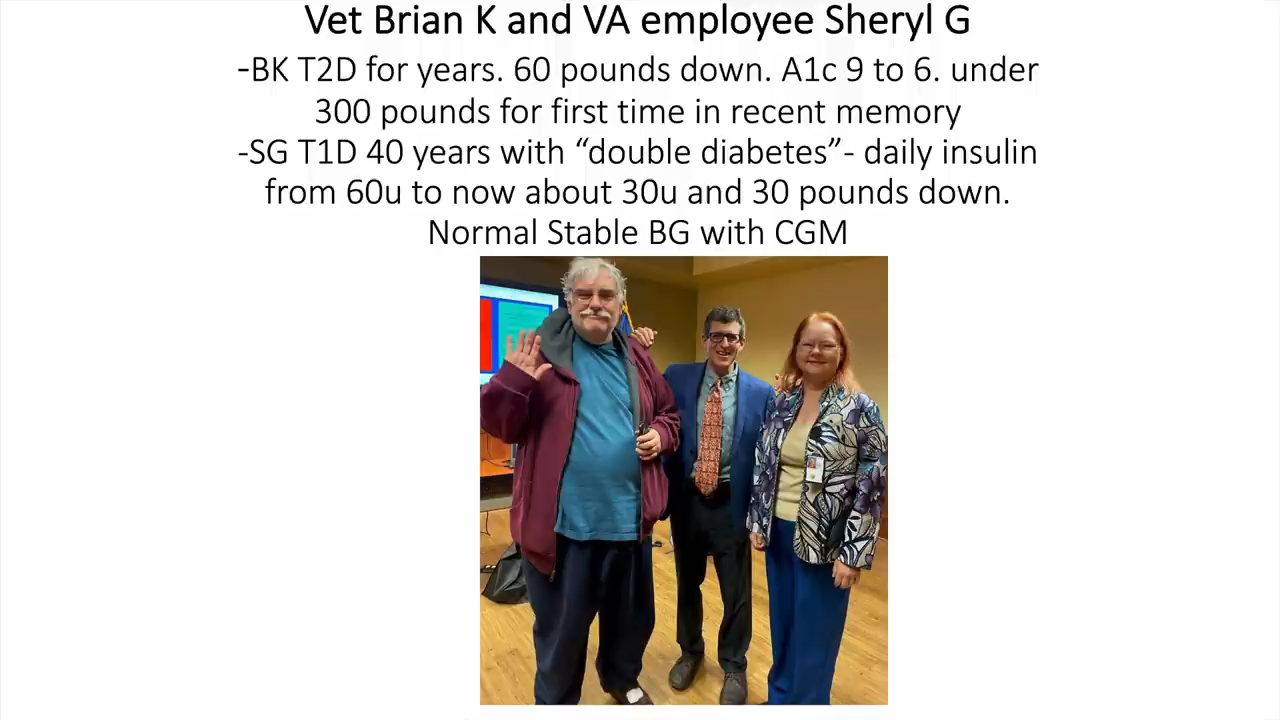 Vet Brian K and VA employee Sheryl G
-BK T2D for years. 60 pounds down. A1c 9 to 6. under
300 pounds for first time in recent memory
-SG T1D 40 years with “double diabetes”- daily insulin
from 60u to now about 30u and 30 pounds down.
Normal Stable BG with CGM